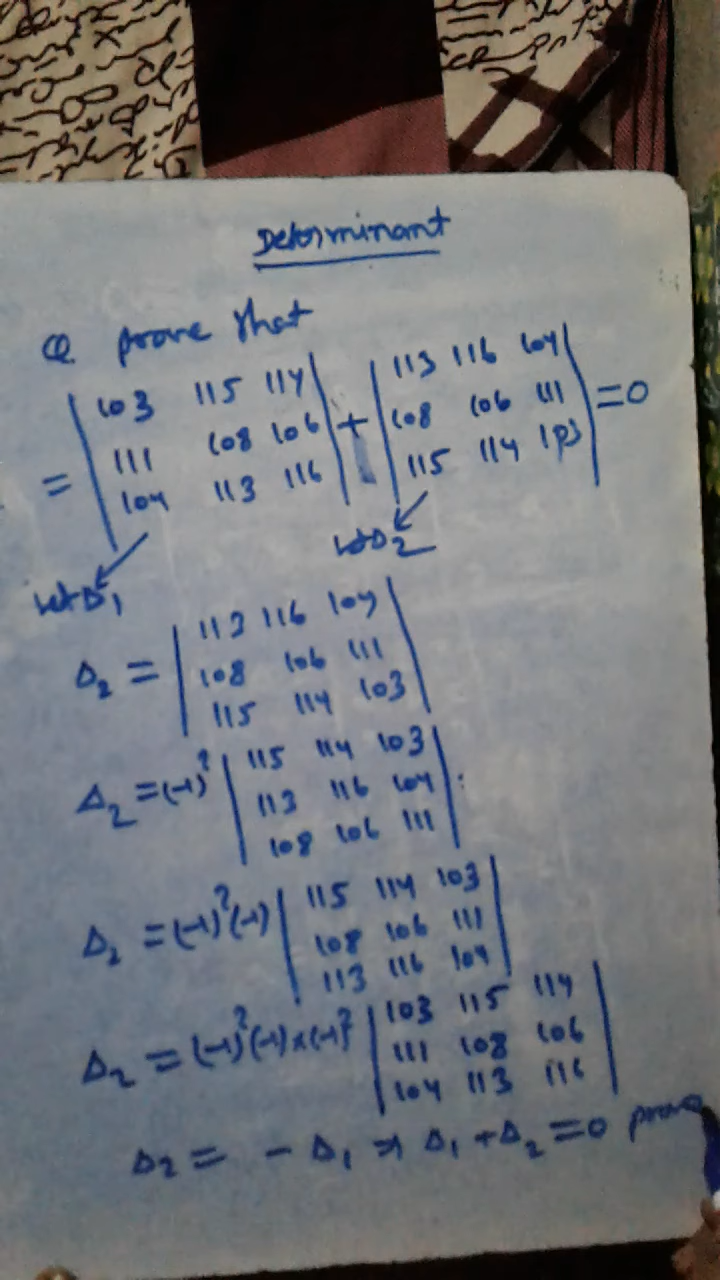 Determinant
Q prove that
= | 103 115 114 | + | 113 116 104 | = 0
| 111 108 106 | | 108 106 111 |
| 104 113 116 | | 115 114 103 |
let Δ1 let Δ2
Δ2 = | 113 116 104 |
| 108 106 111 |
| 115 114 103 |
Δ2 = (-1)² | 115 114 103 |
| 113 116 104 |
| 108 106 111 |
Δ2 = (-1)²(-1) | 115 114 103 |
| 108 106 111 |
| 113 116 104 |
Δ2 = (-1)²(-1)×(-1)² | 103 115 114 |
| 111 108 106 |
| 104 113 116 |
Δ2 = - Δ1 ⇒ Δ1 + Δ2 = 0 prove